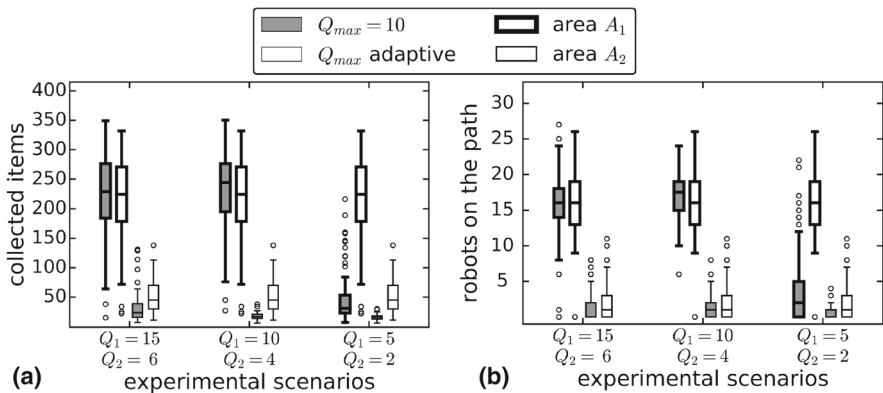 Q_max = 10
Q_max adaptive
area A_1
area A_2
collected items
400
350
300
250
200
150
100
50
Q_1 = 15
Q_2 = 6
Q_1 = 10
Q_2 = 4
Q_1 = 5
Q_2 = 2
(a)
experimental scenarios
robots on the path
30
25
20
15
10
5
Q_1 = 15
Q_2 = 6
Q_1 = 10
Q_2 = 4
Q_1 = 5
Q_2 = 2
(b)
experimental scenarios